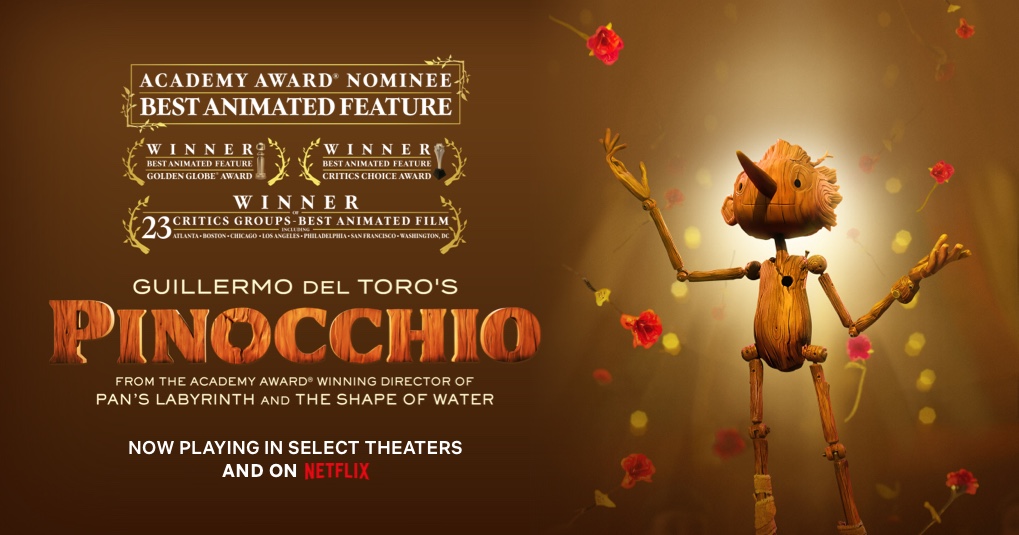 ACADEMY AWARD® NOMINEE
BEST ANIMATED FEATURE
WINNER
BEST ANIMATED FEATURE
GOLDEN GLOBE™ AWARD
WINNER
BEST ANIMATED FEATURE
CRITICS CHOICE AWARD
WINNER
OF
23 CRITICS GROUPS - BEST ANIMATED FILM
INCLUDING
ATLANTA • BOSTON • CHICAGO • LOS ANGELES • PHILADELPHIA • SAN FRANCISCO • WASHINGTON, DC
GUILLERMO DEL TORO'S
PINOCCHIO
FROM THE ACADEMY AWARD® WINNING DIRECTOR OF
PAN'S LABYRINTH AND THE SHAPE OF WATER
NOW PLAYING IN SELECT THEATERS
AND ON NETFLIX